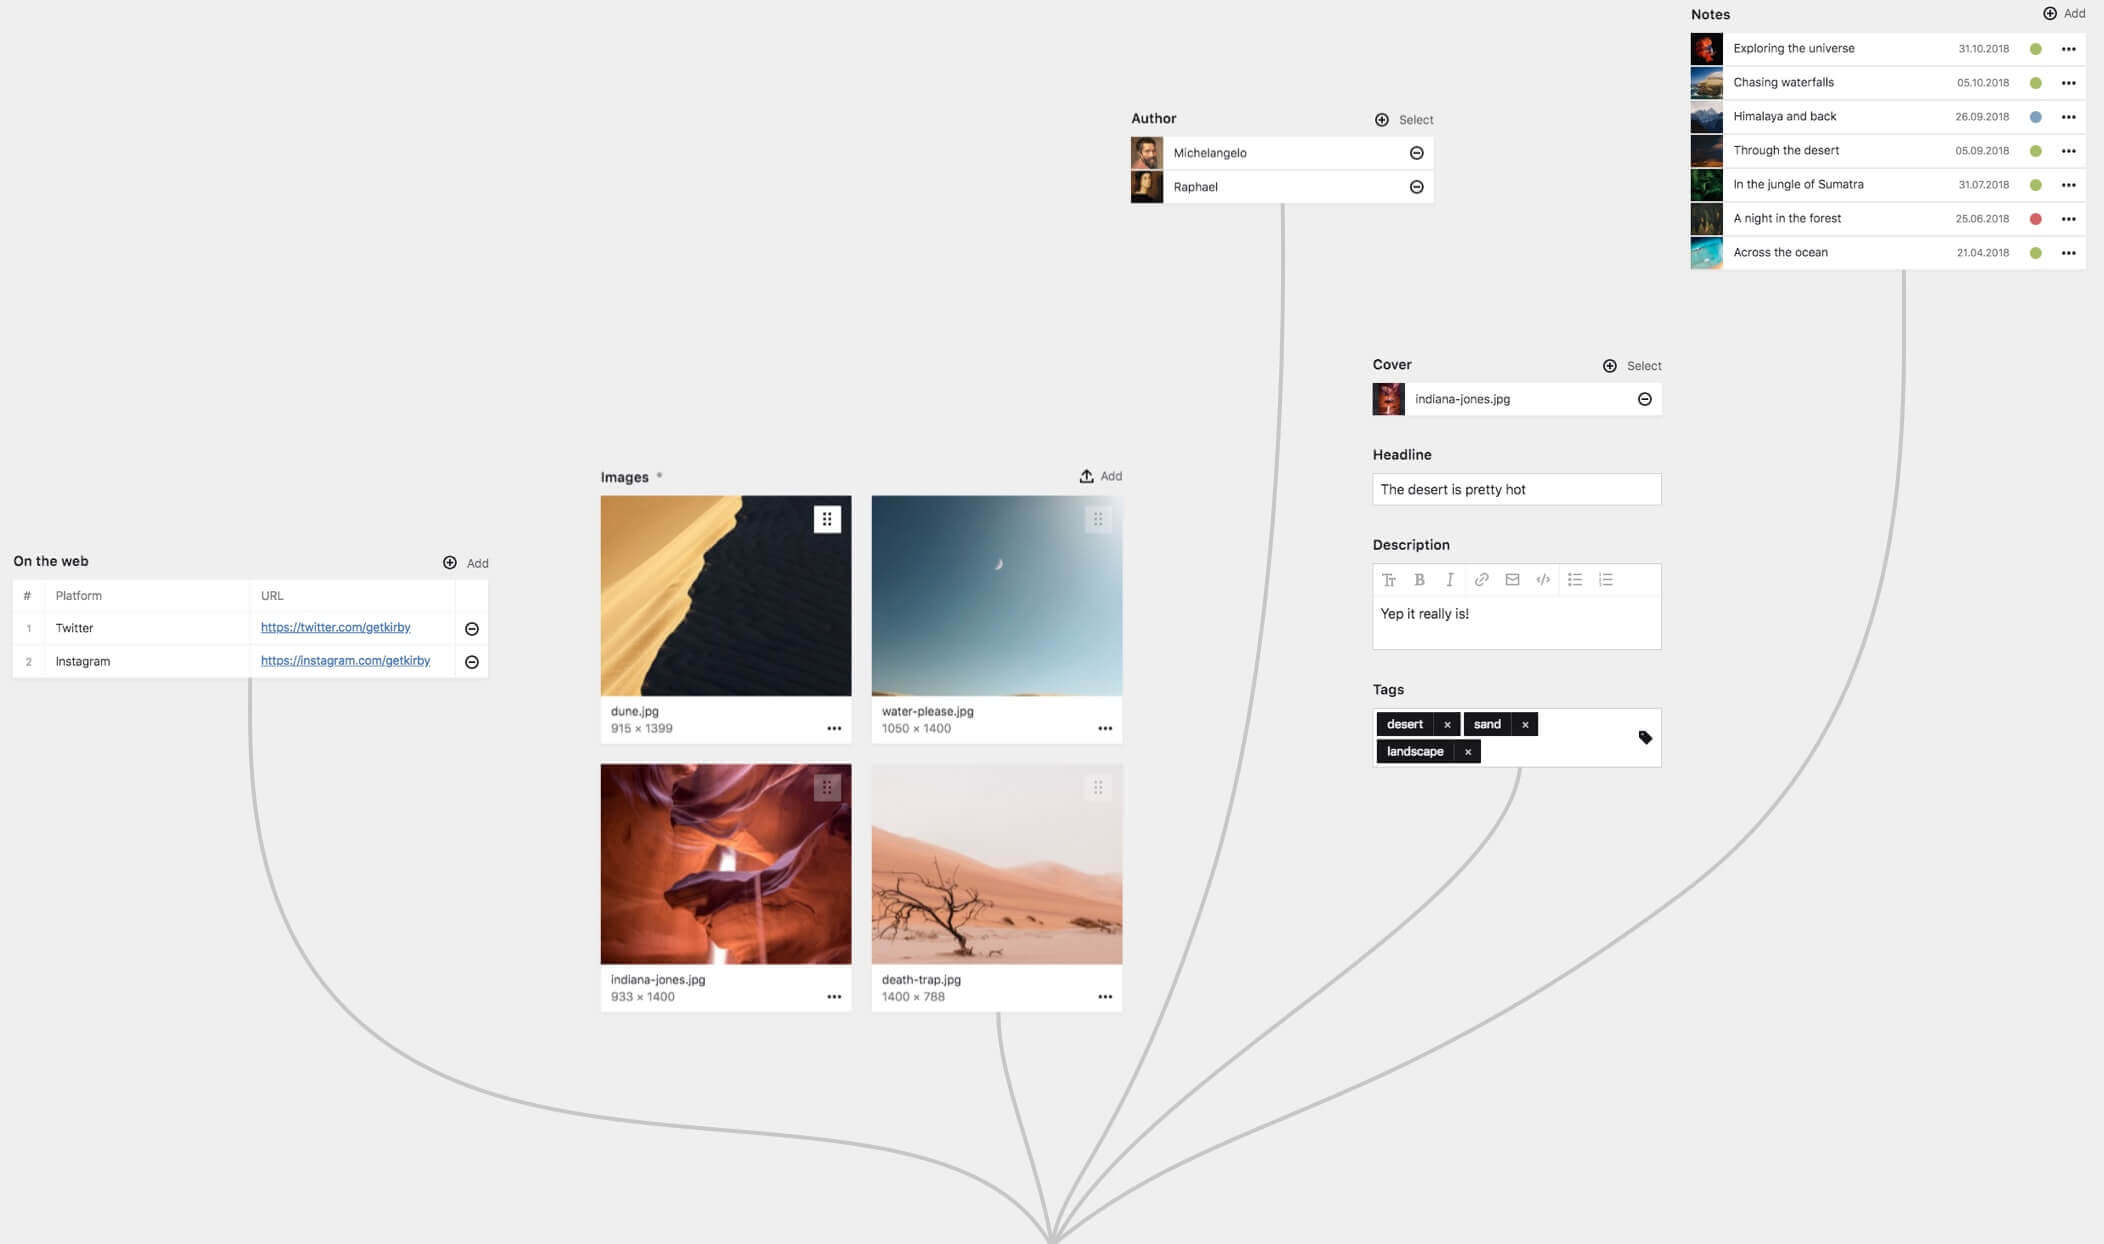 Notes
Add
Exploring the universe 31.10.2018
Chasing waterfalls 05.10.2018
Himalaya and back 26.09.2018
Through the desert 05.09.2018
In the jungle of Sumatra 31.07.2018
A night in the forest 25.06.2018
Across the ocean 21.04.2018
Author
Select
Michelangelo
Raphael
Cover
Select
indiana-jones.jpg
Headline
The desert is pretty hot
Description
Tт B I
Yep it really is!
Tags
desert × sand ×
landscape ×
Images *
Add
dune.jpg
915 × 1399
water-please.jpg
1050 × 1400
indiana-jones.jpg
933 × 1400
death-trap.jpg
1400 × 788
On the web
Add
# Platform URL
1 Twitter https://twitter.com/getkirby
2 Instagram https://instagram.com/getkirby